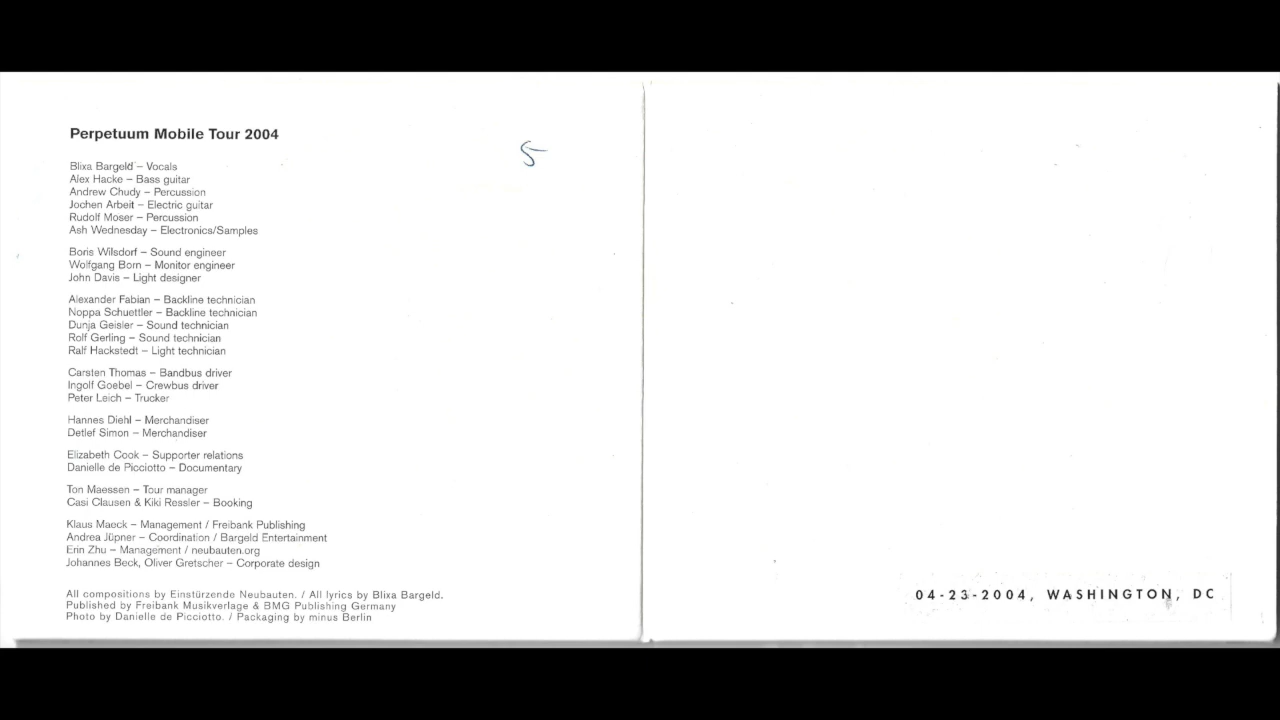 Perpetuum Mobile Tour 2004
5
Blixa Bargeld – Vocals
Alex Hacke – Bass guitar
Andrew Chudy – Percussion
Jochen Arbeit – Electric guitar
Rudolf Moser – Percussion
Ash Wednesday – Electronics/Samples
Boris Wilsdorf – Sound engineer
Wolfgang Born – Monitor engineer
John Davis – Light designer
Alexander Fabian – Backline technician
Noppa Schuettler – Backline technician
Dunja Geisler – Sound technician
Rolf Gerling – Sound technician
Ralf Hackstedt – Light technician
Carsten Thomas – Bandbus driver
Ingolf Goebel – Crewbus driver
Peter Leich – Trucker
Hannes Diehl – Merchandiser
Detlef Simon – Merchandiser
Elizabeth Cook – Supporter relations
Danielle de Picciotto – Documentary
Ton Maessen – Tour manager
Casi Clausen & Kiki Ressler – Booking
Klaus Maeck – Management / Freibank Publishing
Andrea Jüpner – Coordination / Bargeld Entertainment
Erin Zhu – Management / neubauten.org
Johannes Beck, Oliver Gretscher – Corporate design
All compositions by Einstürzende Neubauten. / All lyrics by Blixa Bargeld.
Published by Freibank Musikverlage & BMG Publishing Germany
Photo by Danielle de Picciotto. / Packaging by minus Berlin
04-23-2004, WASHINGTON, DC